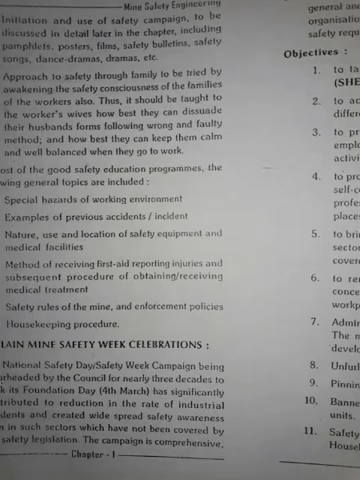 Mine Safety Engineering
Initiation and use of safety campaign, to be
discussed in detail later in the chapter, including
pamphlets, posters, films, safety bulletins, safety
songs, dance-dramas, dramas, etc.
Approach to safety through family to be tried by
awakening the safety consciousness of the families
of the workers also. Thus, it should be taught to
the worker's wives how best they can dissuade
their husbands forms following wrong and faulty
method; and how best they can keep them calm
and well balanced when they go to work.
ost of the good safety education programmes, the
wing general topics are included :
Special hazards of working environment
Examples of previous accidents / incident
Nature, use and location of safety equipment and
medical facilities
Method of receiving first-aid reporting injuries and
subsequent procedure of obtaining/receiving
medical treatment
Safety rules of the mine, and enforcement policies
Housekeeping procedure.
LAIN MINE SAFETY WEEK CELEBRATIONS :
National Safety Day/Safety Week Campaign being
arheaded by the Council for nearly three decades to
k its Foundation Day (4th March) has significantly
tributed to reduction in the rate of industrial
dents and created wide spread safety awareness
n in such sectors which have not been covered by
safety legislation. The campaign is comprehensive,
Chapter - I
general an
organisatio
safety requ
Objectives :
1. to ta
(SHE
2. to ac
differe
3. to pr
emplo
activi
4. to pro
self-c
profes
places
5. to brin
sector
covere
6. to rem
conce
workp
7. Admin
The m
develo
8. Unfurl
9. Pinnin
10. Banne
units.
11. Safety
Housel